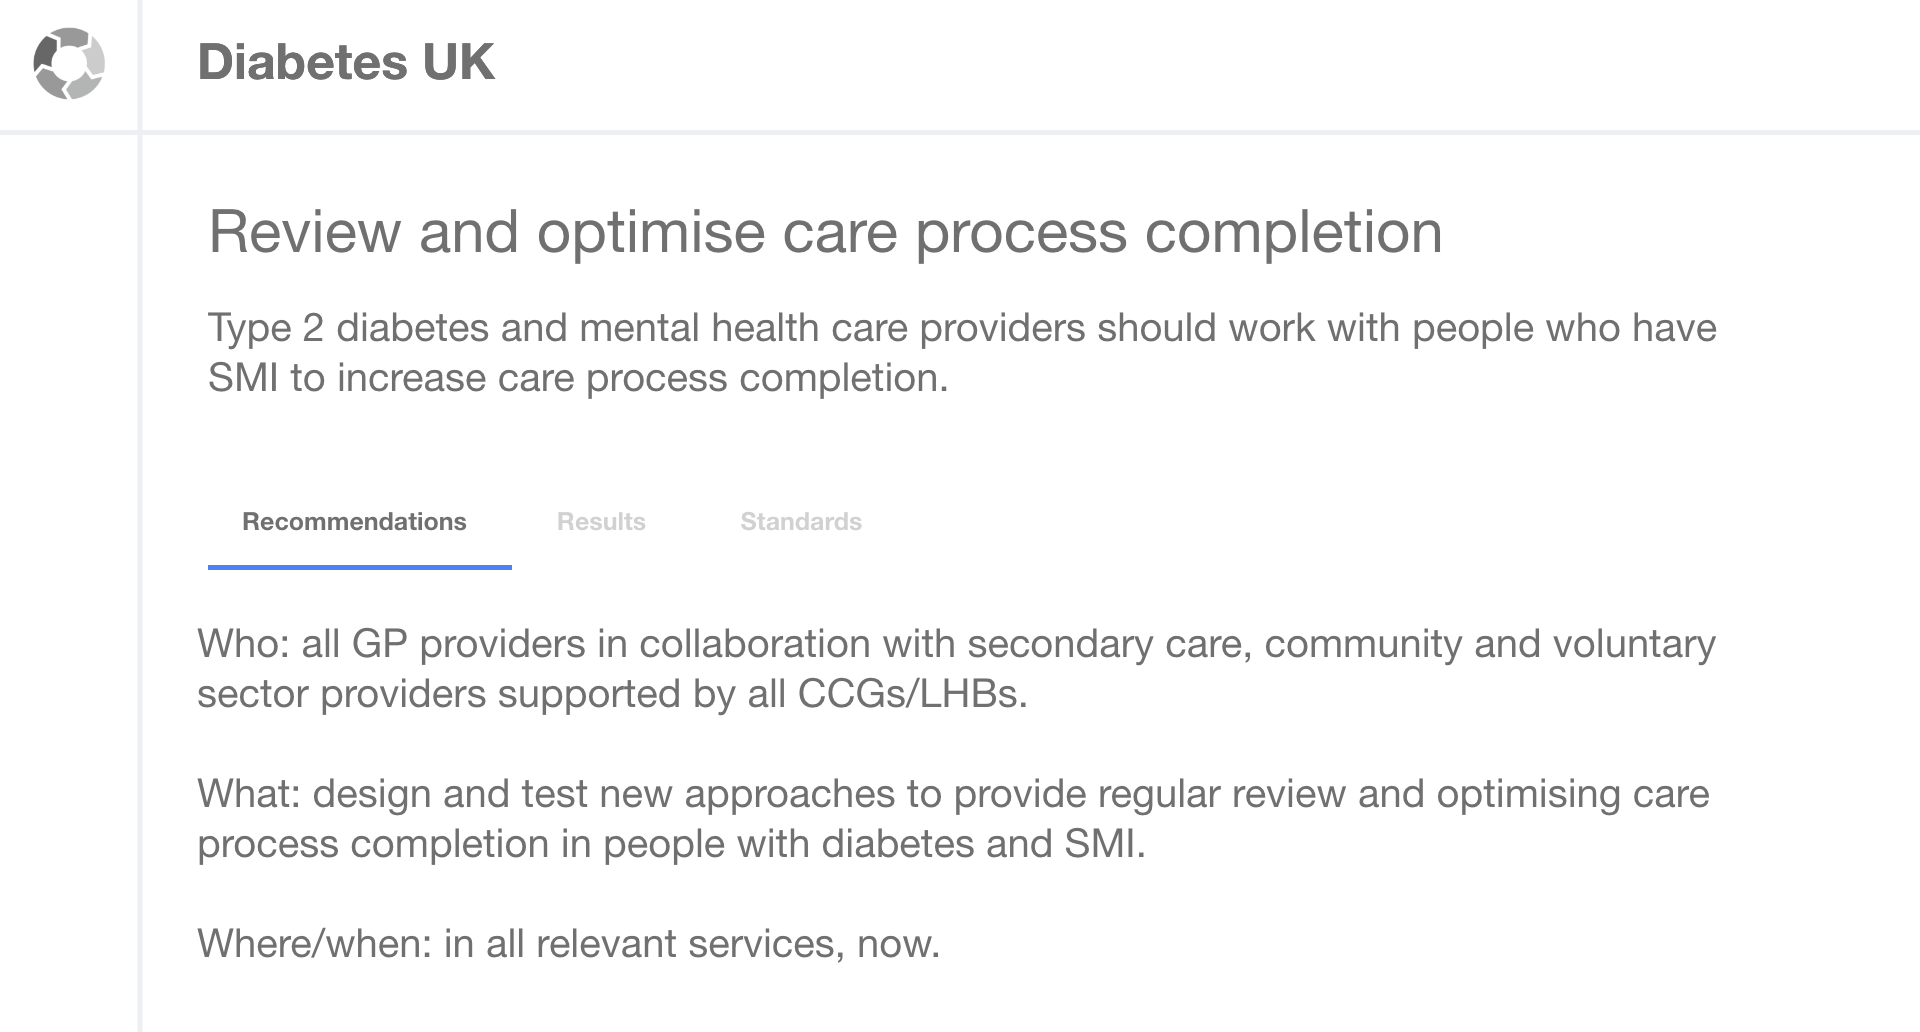 Diabetes UK
Review and optimise care process completion
Type 2 diabetes and mental health care providers should work with people who have
SMI to increase care process completion.
Recommendations Results Standards
Who: all GP providers in collaboration with secondary care, community and voluntary
sector providers supported by all CCGs/LHBs.
What: design and test new approaches to provide regular review and optimising care
process completion in people with diabetes and SMI.
Where/when: in all relevant services, now.